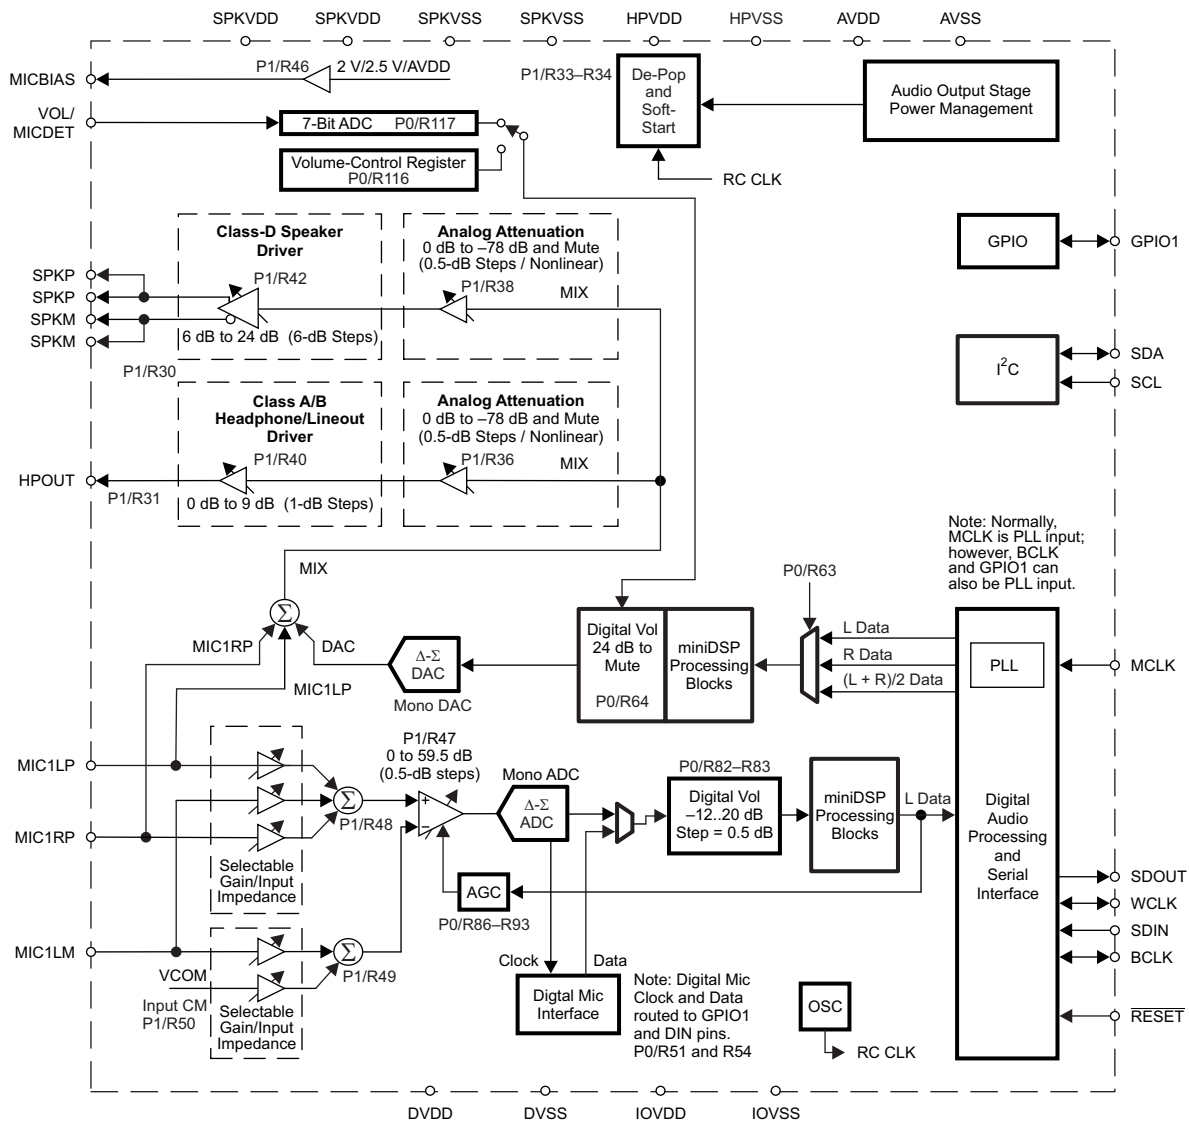 SPKVDD SPKVDD SPKVSS SPKVSS HPVDD HPVSS AVDD AVSS
MICBIAS
P1/R46
2 V/2.5 V/AVDD
P1/R33–R34
De-Pop
and
Soft-
Start
Audio Output Stage
Power Management
VOL/
MICDET
7-Bit ADC P0/R117
Volume-Control Register
P0/R116
RC CLK
Class-D Speaker
Driver
P1/R42
6 dB to 24 dB (6-dB Steps)
Analog Attenuation
0 dB to –78 dB and Mute
(0.5-dB Steps / Nonlinear)
P1/R38
MIX
GPIO
GPIO1
SPKP
SPKP
SPKM
SPKM
P1/R30
I2C
SDA
SCL
Class A/B
Headphone/Lineout
Driver
P1/R40
0 dB to 9 dB (1-dB Steps)
Analog Attenuation
0 dB to –78 dB and Mute
(0.5-dB Steps / Nonlinear)
P1/R36
MIX
HPOUT
P1/R31
Note: Normally,
MCLK is PLL input;
however, BCLK
and GPIO1 can
also be PLL input.
MIX
P0/R63
Σ
MIC1RP
DAC
MIC1LP
Δ-Σ
DAC
Mono DAC
Digital Vol
24 dB to
Mute
P0/R64
miniDSP
Processing
Blocks
L Data
R Data
(L + R)/2 Data
PLL
MCLK
MIC1LP
MIC1RP
Selectable
Gain/Input
Impedance
Σ
P1/R48
P1/R47
0 to 59.5 dB
(0.5-dB steps)
+
–
Mono ADC
Δ-Σ
ADC
P0/R82–R83
Digital Vol
–12..20 dB
Step = 0.5 dB
miniDSP
Processing
Blocks
L Data
Digital
Audio
Processing
and
Serial
Interface
AGC
P0/R86–R93
SDOUT
WCLK
SDIN
BCLK
RESET
MIC1LM
VCOM
Input CM
P1/R50
Selectable
Gain/Input
Impedance
Σ
P1/R49
Clock
Data
Digtal Mic
Interface
Note: Digital Mic
Clock and Data
routed to GPIO1
and DIN pins.
P0/R51 and R54
OSC
RC CLK
DVDD DVSS IOVDD IOVSS